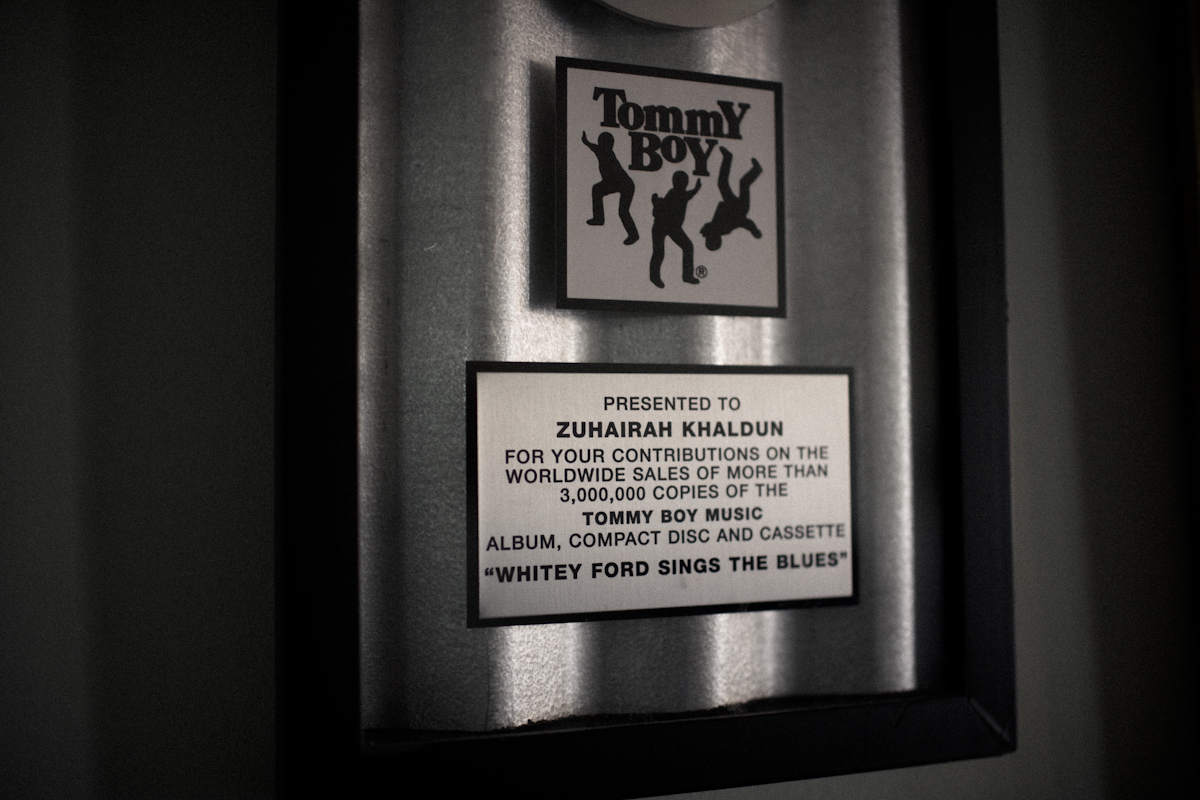 Tommy
Boy
®
PRESENTED TO
ZUHAIRAH KHALDUN
FOR YOUR CONTRIBUTIONS ON THE
WORLDWIDE SALES OF MORE THAN
3,000,000 COPIES OF THE
TOMMY BOY MUSIC
ALBUM, COMPACT DISC AND CASSETTE
“WHITEY FORD SINGS THE BLUES”